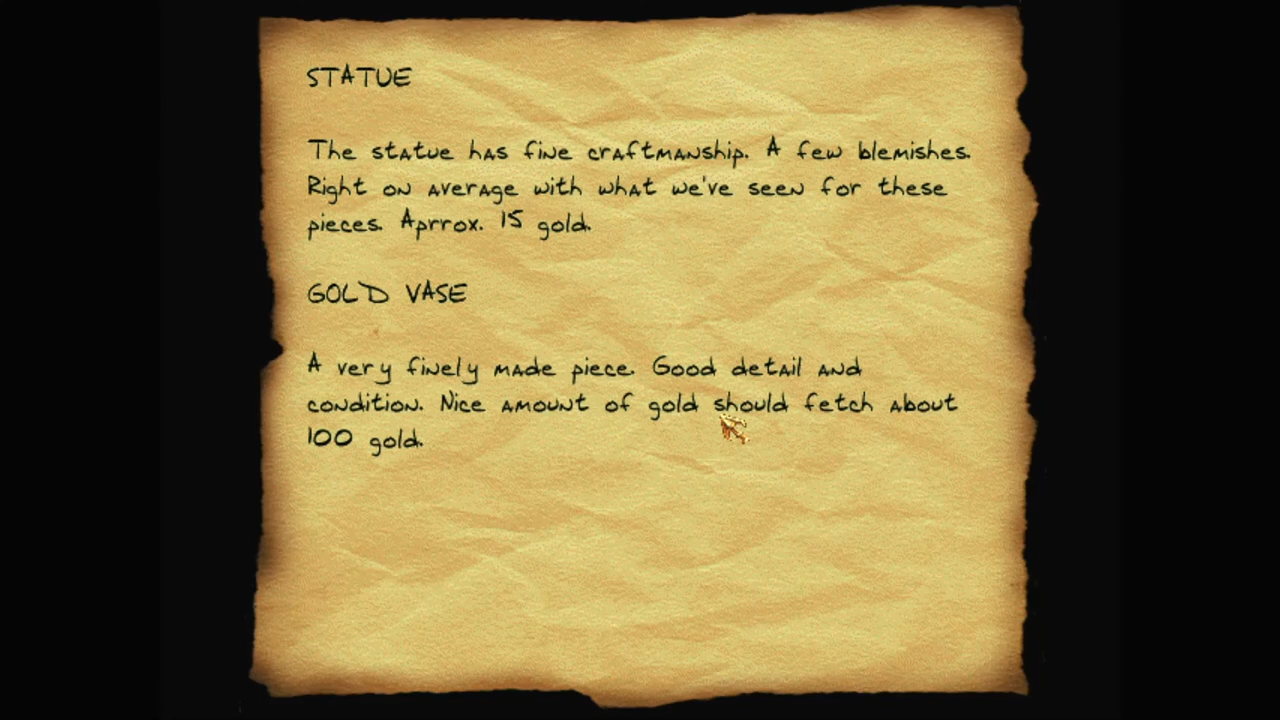 STATUE
The statue has fine craftmanship. A few blemishes.
Right on average with what we've seen for these
pieces. Aprrox. 15 gold.
GOLD VASE
A very finely made piece. Good detail and
condition. Nice amount of gold should fetch about
100 gold.